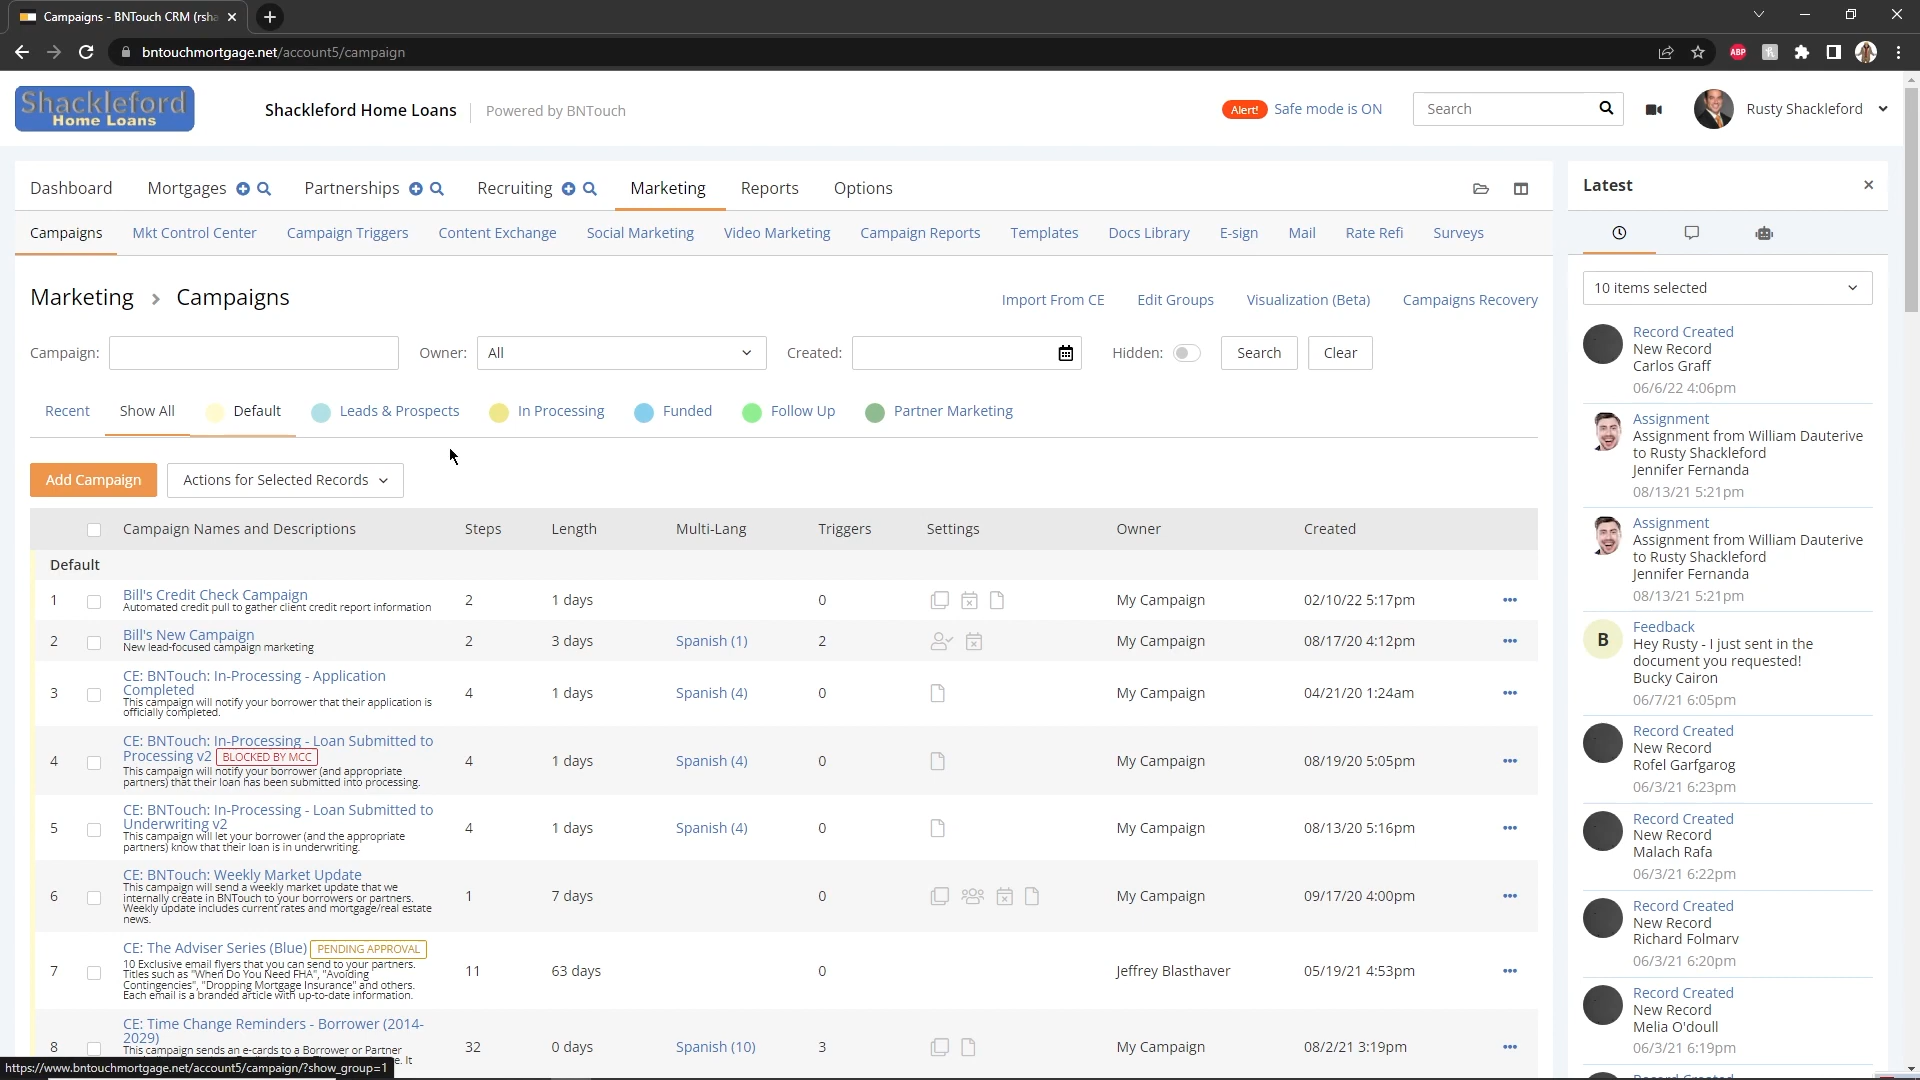 Campaigns - BNTouch CRM (rsha
bntouchmortgage.net/account5/campaign
ABP
Shackleford
Home Loans
Shackleford Home Loans
Powered by BNTouch
Alert!
Safe mode is ON
Search
Rusty Shackleford
Dashboard
Mortgages
Partnerships
Recruiting
Marketing
Reports
Options
Campaigns
Mkt Control Center
Campaign Triggers
Content Exchange
Social Marketing
Video Marketing
Campaign Reports
Templates
Docs Library
E-sign
Mail
Rate Refi
Surveys
Marketing > Campaigns
Import From CE
Edit Groups
Visualization (Beta)
Campaigns Recovery
Campaign:
Owner:
All
Created:
Hidden:
Search
Clear
Recent
Show All
Default
Leads & Prospects
In Processing
Funded
Follow Up
Partner Marketing
Add Campaign
Actions for Selected Records
Campaign Names and Descriptions
Steps
Length
Multi-Lang
Triggers
Settings
Owner
Created
Default
1
Bill's Credit Check Campaign
Automated credit pull to gather client credit report information
2
1 days
0
My Campaign
02/10/22 5:17pm
2
Bill's New Campaign
New lead-focused campaign marketing
2
3 days
Spanish (1)
2
My Campaign
08/17/20 4:12pm
3
CE: BNTouch: In-Processing - Application
Completed
This campaign will notify your borrower that their application is
officially completed.
4
1 days
Spanish (4)
0
My Campaign
04/21/20 1:24am
4
CE: BNTouch: In-Processing - Loan Submitted to
Processing v2 BLOCKED BY MCC
This campaign will notify your borrower (and appropriate
partners) that their loan has been submitted into processing.
4
1 days
Spanish (4)
0
My Campaign
08/19/20 5:05pm
5
CE: BNTouch: In-Processing - Loan Submitted to
Underwriting v2
This campaign will let your borrower (and the appropriate
partners) know that their loan is in underwriting.
4
1 days
Spanish (4)
0
My Campaign
08/13/20 5:16pm
6
CE: BNTouch: Weekly Market Update
This campaign will send a weekly market update that we
internally create in BNTouch to your borrowers or partners.
Weekly update includes current rates and mortgage/real estate
news.
1
7 days
0
My Campaign
09/17/20 4:00pm
7
CE: The Adviser Series (Blue) PENDING APPROVAL
10 Exclusive email flyers that you can send to your partners.
Titles such as "When Do You Need FHA", "Avoiding
Contingencies", "Dropping Mortgage Insurance" and others.
Each email is a branded article with up-to-date information.
11
63 days
0
Jeffrey Blasthaver
05/19/21 4:53pm
8
CE: Time Change Reminders - Borrower (2014-
2029)
This campaign sends an e-cards to a Borrower or Partner
e. It
32
0 days
Spanish (10)
3
My Campaign
08/2/21 3:19pm
https://www.bntouchmortgage.net/account5/campaign/?show_group=1
Latest
10 items selected
Record Created
New Record
Carlos Graff
06/6/22 4:06pm
Assignment
Assignment from William Dauterive
to Rusty Shackleford
Jennifer Fernanda
08/13/21 5:21pm
Assignment
Assignment from William Dauterive
to Rusty Shackleford
Jennifer Fernanda
08/13/21 5:21pm
B
Feedback
Hey Rusty - I just sent in the
document you requested!
Bucky Cairon
06/7/21 6:05pm
Record Created
New Record
Rofel Garfgarog
06/3/21 6:23pm
Record Created
New Record
Malach Rafa
06/3/21 6:22pm
Record Created
New Record
Richard Folmarv
06/3/21 6:20pm
Record Created
New Record
Melia O'doull
06/3/21 6:19pm